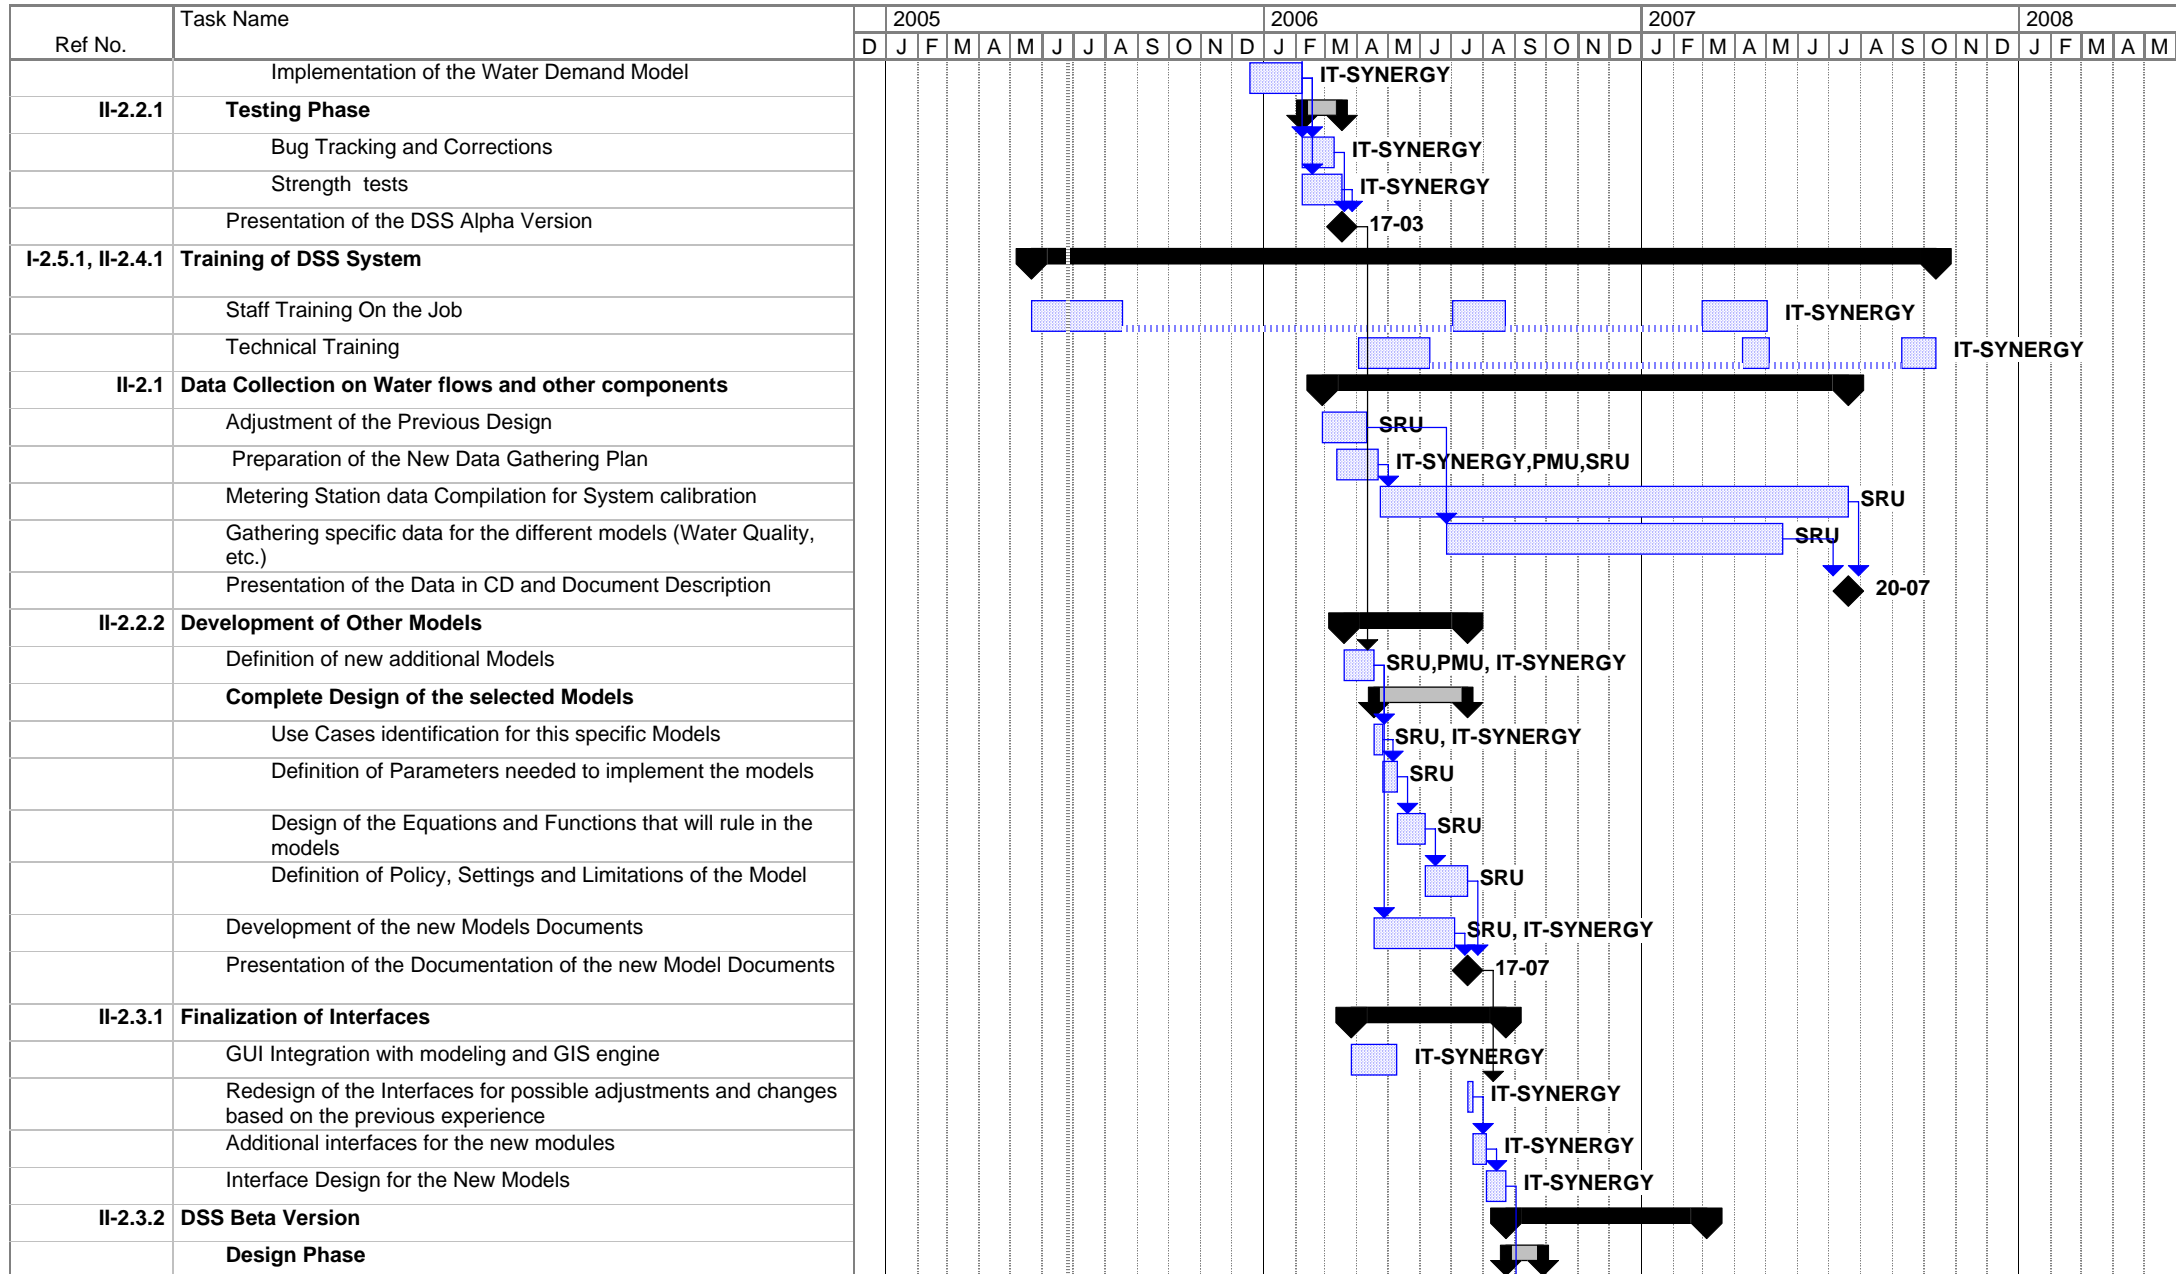 Ref No.
Task Name
2005 2006 2007 2008
D J F M A M J J A S O N D J F M A M J J A S O N D J F M A M J J A S O N D J F M A M
Implementation of the Water Demand Model IT-SYNERGY
II-2.2.1 Testing Phase
Bug Tracking and Corrections IT-SYNERGY
Strength tests IT-SYNERGY
Presentation of the DSS Alpha Version 17-03
I-2.5.1, II-2.4.1 Training of DSS System
Staff Training On the Job IT-SYNERGY
Technical Training IT-SYNERGY
II-2.1 Data Collection on Water flows and other components
Adjustment of the Previous Design SRU
Preparation of the New Data Gathering Plan IT-SYNERGY,PMU,SRU
Metering Station data Compilation for System calibration SRU
Gathering specific data for the different models (Water Quality, SRU
etc.)
Presentation of the Data in CD and Document Description 20-07
II-2.2.2 Development of Other Models
Definition of new additional Models SRU,PMU, IT-SYNERGY
Complete Design of the selected Models
Use Cases identification for this specific Models SRU, IT-SYNERGY
Definition of Parameters needed to implement the models SRU
Design of the Equations and Functions that will rule in the SRU
models
Definition of Policy, Settings and Limitations of the Model SRU
Development of the new Models Documents SRU, IT-SYNERGY
Presentation of the Documentation of the new Model Documents 17-07
II-2.3.1 Finalization of Interfaces
GUI Integration with modeling and GIS engine IT-SYNERGY
Redesign of the Interfaces for possible adjustments and changes IT-SYNERGY
based on the previous experience
Additional interfaces for the new modules IT-SYNERGY
Interface Design for the New Models IT-SYNERGY
II-2.3.2 DSS Beta Version
Design Phase